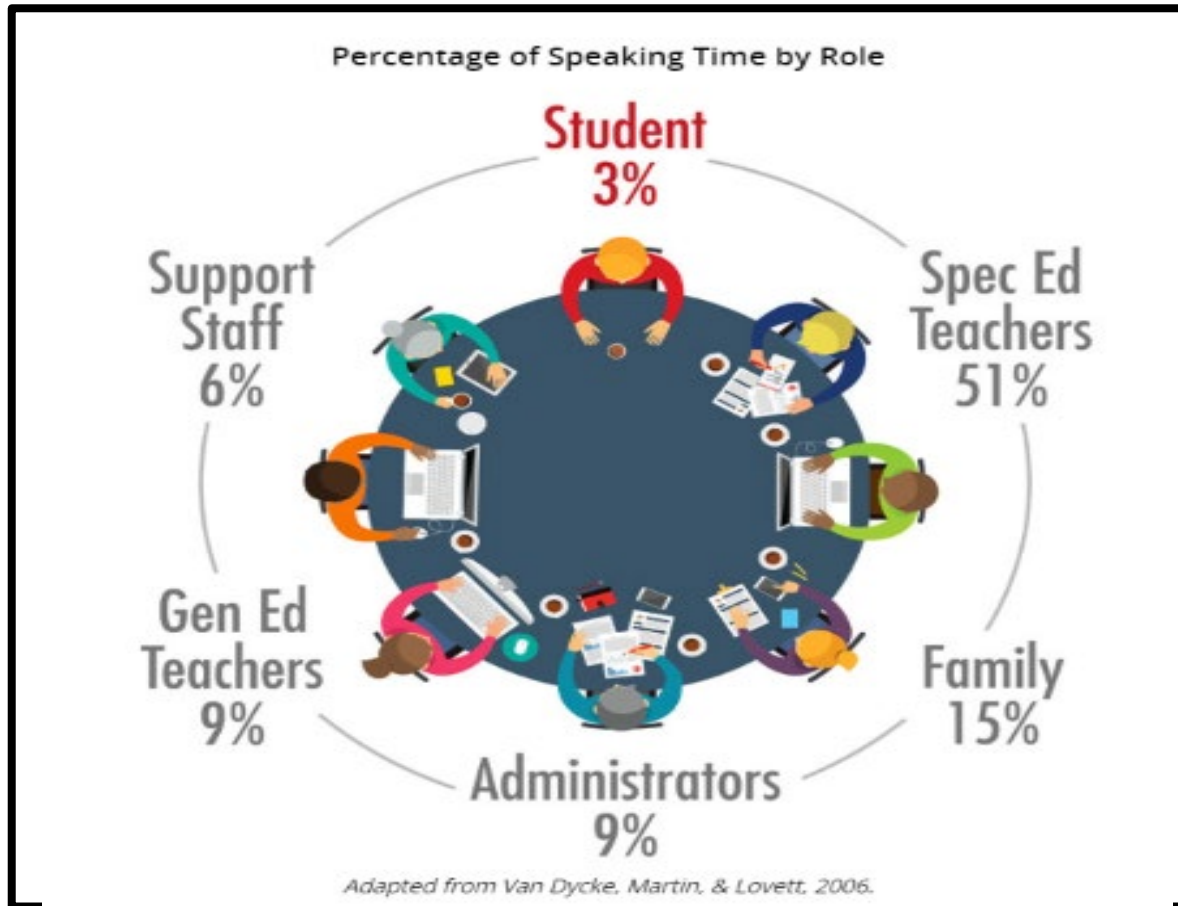 Percentage of Speaking Time by Role
Student
3%
Spec Ed
Teachers
51%
Family
15%
Administrators
9%
Gen Ed
Teachers
9%
Support
Staff
6%
Adapted from Van Dycke, Martin, & Lovett, 2006.